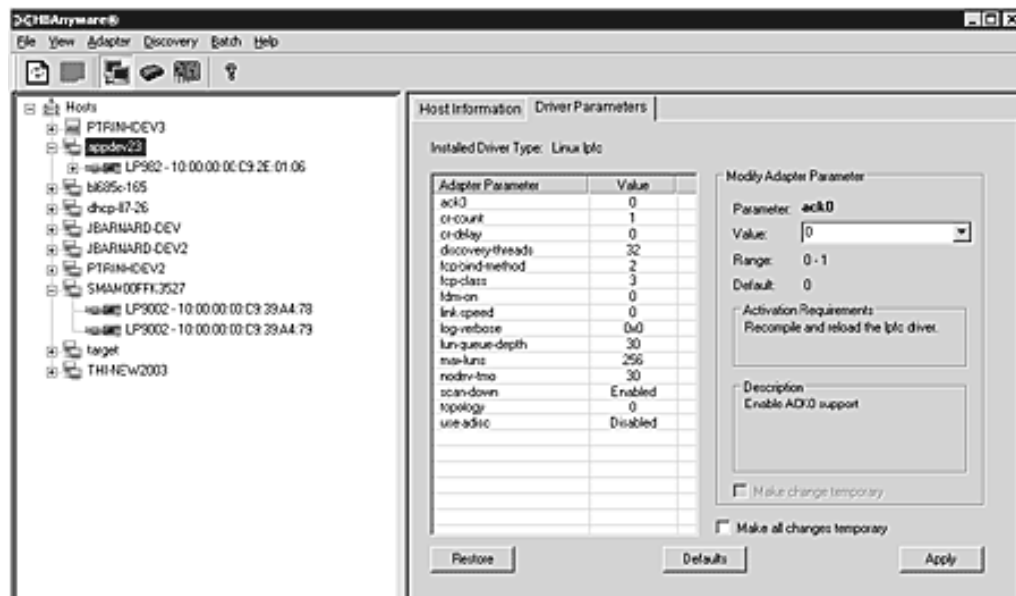 HBAnyware®
File View Adapter Discovery Batch Help
Hosts
PTRINHDEV3
appdev23
LP982 - 10:00:00:00:C9:2E:01:06
bl685c-165
dhcp-ll7-26
JBARNARD-DEV
JBARNARD-DEV2
PTRINHDEV2
LP9002 - 10:00:00:00:C9:39:A4:78
LP9002 - 10:00:00:00:C9:39:A4:79
target
THI-NEW2003
Host Information Driver Parameters
Installed Driver Type: Linux lpfc
Adapter Parameter Value
ack0 0
cr-count 1
cr-delay 0
discovery-threads 32
fcp-bind-method 2
fcp-class 3
fdmi-on 0
link-speed 0
log-verbose 0x0
lun-queue-depth 30
max-luns 256
nodev-tmo 30
scan-down Enabled
topology 0
use-adisc Disabled
Modify Adapter Parameter
Parameter: ack0
Value: 0
Range: 0 - 1
Default: 0
Activation Requirements
Recompile and reload the lpfc driver.
Description
Enable ACK0 support
Make change temporary
Make all changes temporary
Restore Defaults Apply